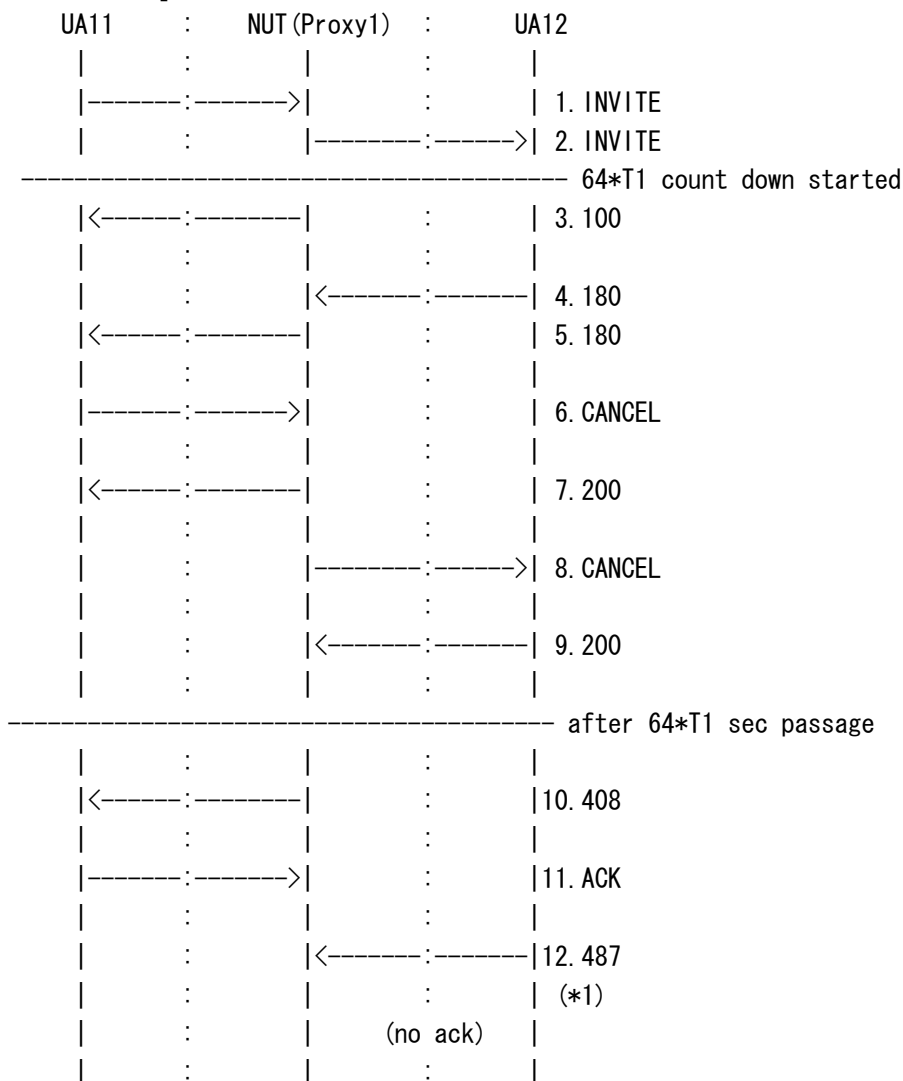 UA11 : NUT(Proxy1) : UA12
| : | : |
|-------:------->| : | 1.INVITE
| : |--------:------>| 2.INVITE
----------------------------------------- 64*T1 count down started
|<------:--------| : | 3.100
| : | : |
| : |<-------:-------| 4.180
|<------:--------| : | 5.180
| : | : |
|-------:------->| : | 6.CANCEL
| : | : |
|<------:--------| : | 7.200
| : | : |
| : |--------:------>| 8.CANCEL
| : | : |
| : |<-------:-------| 9.200
| : | : |
----------------------------------------- after 64*T1 sec passage
| : | : |
|<------:--------| : |10.408
| : | : |
|-------:------->| : |11.ACK
| : | : |
| : |<-------:-------|12.487
| : | : | (*1)
| : | (no ack) |
| : | : |